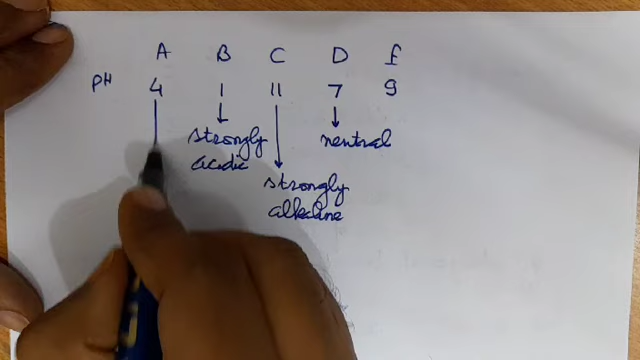 A B C D E
PH 4 1 11 7 9
strongly acidic
neutral
strongly alkaline